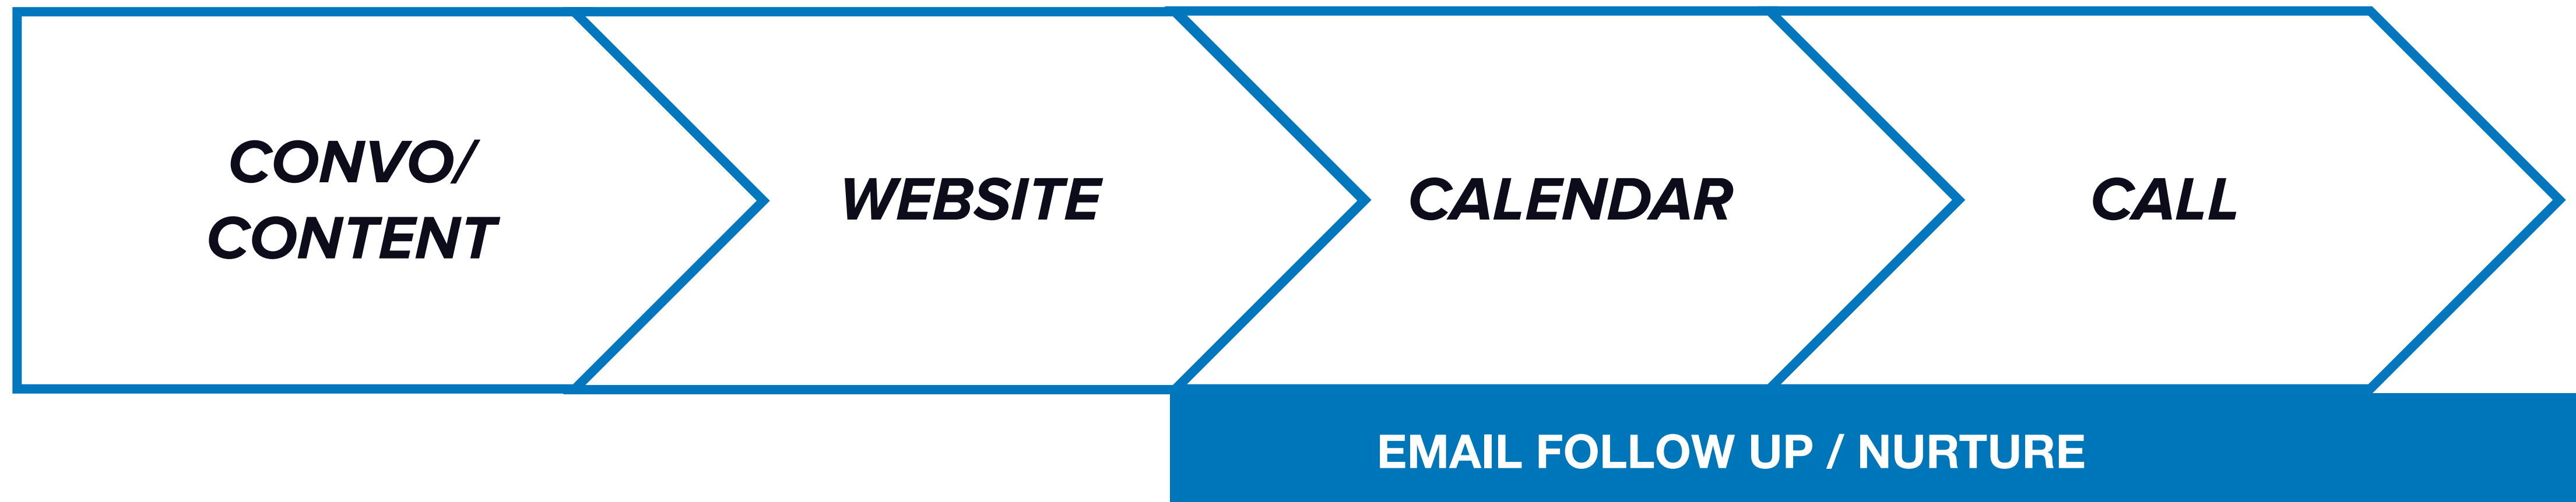 CONVO/
CONTENT
WEBSITE
CALENDAR
CALL
EMAIL FOLLOW UP / NURTURE